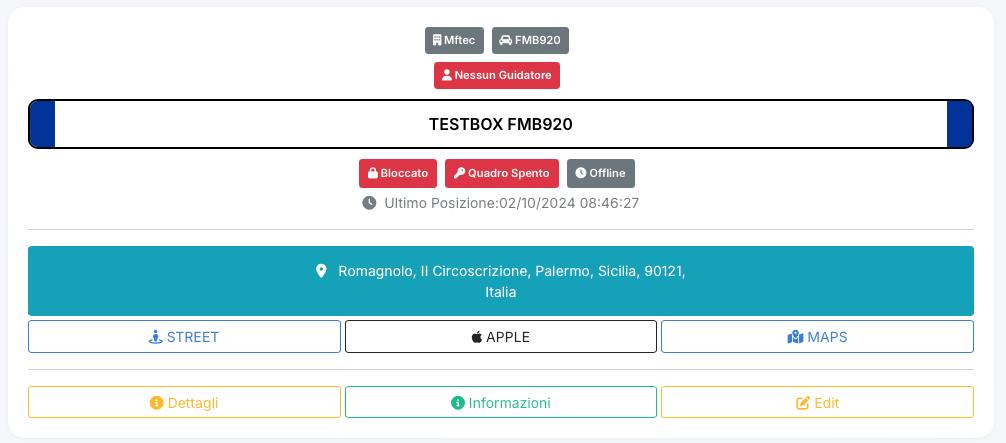 Mftec FMB920
Nessun Guidatore
TESTBOX FMB920
Bloccato Quadro Spento Offline
Ultimo Posizione:02/10/2024 08:46:27
Romagnolo, II Circoscrizione, Palermo, Sicilia, 90121,
Italia
STREET APPLE MAPS
Dettagli Informazioni Edit